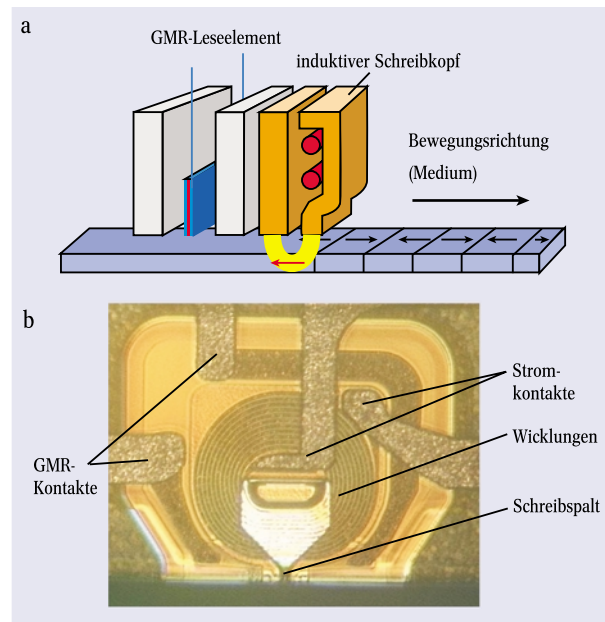 a
GMR-Leseelement
induktiver Schreibkopf
Bewegungsrichtung
(Medium)
b
Strom-
kontakte
Wicklungen
GMR-
Kontakte
Schreibspalt